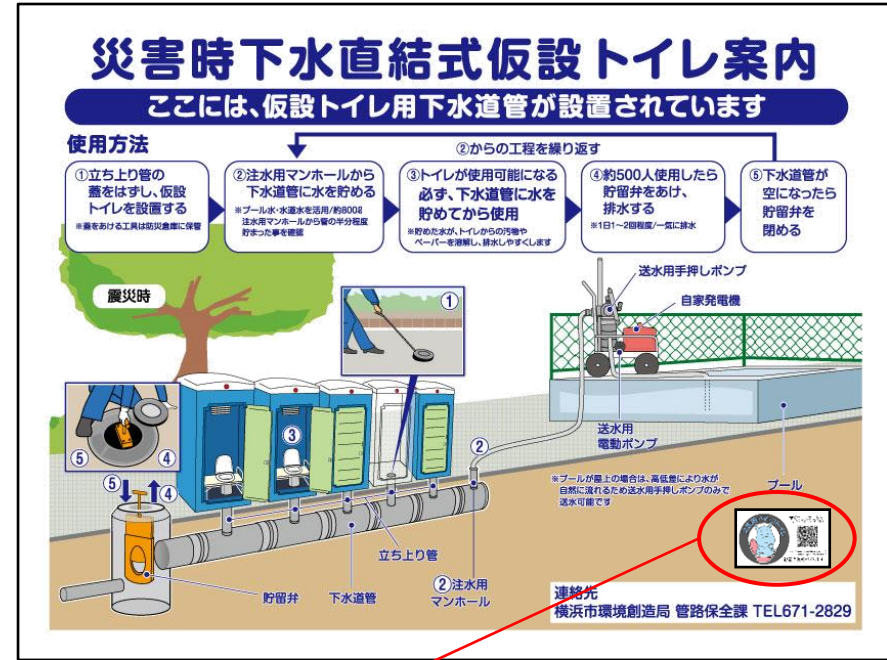 災害時下水直結式仮設トイレ案内
ここには、仮設トイレ用下水道管が設置されています
使用方法
②からの工程を繰り返す
①立ち上り管の
蓋をはずし、仮設
トイレを設置する
※蓋をあける工具は防災倉庫に保管
②注水用マンホールから
下水道管に水を貯める
※プール水・水道水を活用/約800ℓ
注水用マンホールから管の半分程度
貯まった事を確認
③トイレが使用可能になる
必ず、下水道管に水を
貯めてから使用
※貯めた水が、トイレからの汚物や
ペーパーを溶解し、排水しやすくします
④約500人使用したら
貯留弁をあけ、
排水する
※1日1~2回程度/一気に排水
⑤下水道管が
空になったら
貯留弁を
閉める
震災時
①
送水用手押しポンプ
自家発電機
⑤
④
③
②
送水用
電動ポンプ
⑤
④
※プールが屋上の場合は、高低差により水が
自然に流れるため送水用手押しポンプのみで
送水可能です
プール
立ち上り管
貯留弁
下水道管
②注水用
マンホール
連絡先
横浜市環境創造局 管路保全課 TEL671-2829